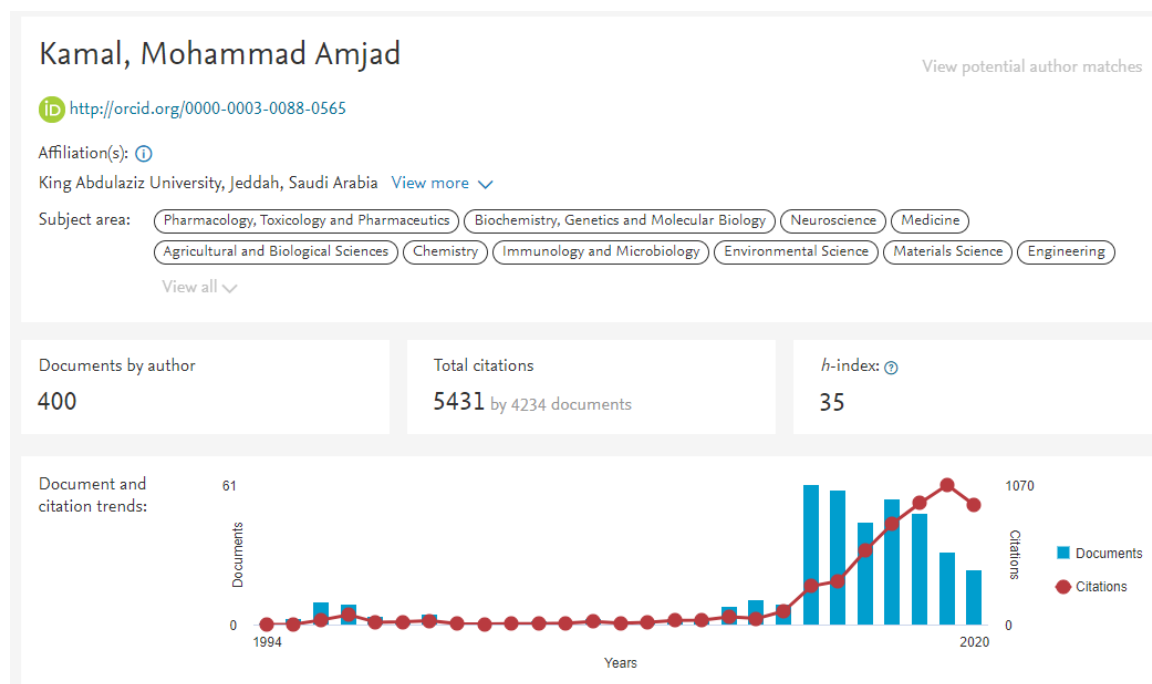 Kamal, Mohammad Amjad
View potential author matches
iD http://orcid.org/0000-0003-0088-0565
Affiliation(s): i
King Abdulaziz University, Jeddah, Saudi Arabia View more
Subject area: Pharmacology, Toxicology and Pharmaceutics Biochemistry, Genetics and Molecular Biology Neuroscience Medicine
Agricultural and Biological Sciences Chemistry Immunology and Microbiology Environmental Science Materials Science Engineering
View all
Documents by author
400
Total citations
5431 by 4234 documents
h-index: ?
35
Document and
citation trends:
61
Documents
0
1994
Years
2020
1070
Citations
0
Documents
Citations